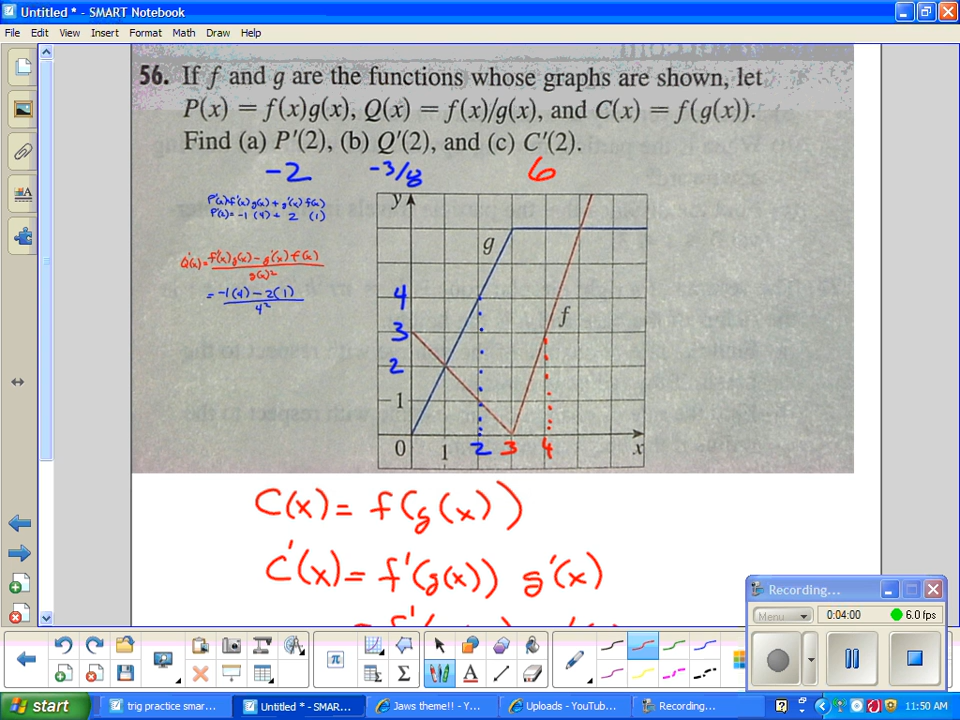 Untitled * - SMART Notebook
File Edit View Insert Format Math Draw Help
56. If f and g are the functions whose graphs are shown, let
P(x) = f(x)g(x), Q(x) = f(x)/g(x), and C(x) = f(g(x)).
Find (a) P′(2), (b) Q′(2), and (c) C′(2).
-2 -3/8 6
P'(x)=f'(x)g(x)+g'(x)f(x)
P'(2)= -1 (4) + 2 (1)
Q'(x)= f'(x)g(x) - g'(x)f(x)
g(x)²
= -1(4) - 2(1)
4²
y
g
4
f
3
2
1
0 1 2 3 4 x
C(x) = f(g(x))
C'(x) = f'(g(x)) g'(x)
Recording...
Menu 0:04:00 6.0 fps
start
trig practice smar...
Untitled * - SMAR...
Jaws theme!! - Y...
Uploads - YouTub...
Recording...
11:50 AM